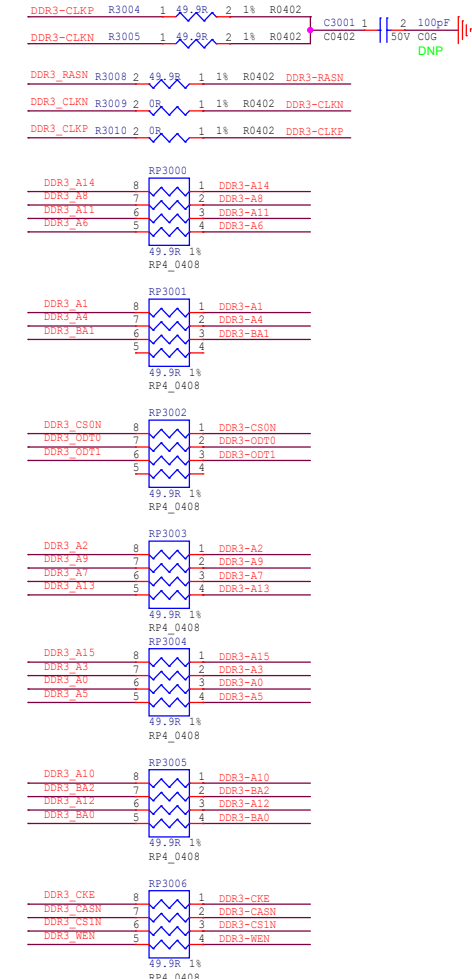 DDR3-CLKP R3004 1 49.9R 2 1% R0402
C3001 1 2 100pF
DDR3-CLKN R3005 1 49.9R 2 1% R0402
C0402 50V C0G
DNP
DDR3_RASN R3008 2 49.9R 1 1% R0402 DDR3-RASN
DDR3_CLKN R3009 2 0R 1 1% R0402 DDR3-CLKN
DDR3_CLKP R3010 2 0R 1 1% R0402 DDR3-CLKP
RP3000
DDR3_A14 8 1 DDR3-A14
DDR3_A8 7 2 DDR3-A8
DDR3_A11 6 3 DDR3-A11
DDR3_A6 5 4 DDR3-A6
49.9R 1%
RP4_0408
RP3001
DDR3_A1 8 1 DDR3-A1
DDR3_A4 7 2 DDR3-A4
DDR3_BA1 6 3 DDR3-BA1
5 4
49.9R 1%
RP4_0408
RP3002
DDR3_CS0N 8 1 DDR3-CS0N
DDR3_ODT0 7 2 DDR3-ODT0
DDR3_ODT1 6 3 DDR3-ODT1
5 4
49.9R 1%
RP4_0408
RP3003
DDR3_A2 8 1 DDR3-A2
DDR3_A9 7 2 DDR3-A9
DDR3_A7 6 3 DDR3-A7
DDR3_A13 5 4 DDR3-A13
49.9R 1%
RP4_0408
RP3004
DDR3_A15 8 1 DDR3-A15
DDR3_A3 7 2 DDR3-A3
DDR3_A0 6 3 DDR3-A0
DDR3_A5 5 4 DDR3-A5
49.9R 1%
RP4_0408
RP3005
DDR3_A10 8 1 DDR3-A10
DDR3_BA2 7 2 DDR3-BA2
DDR3_A12 6 3 DDR3-A12
DDR3_BA0 5 4 DDR3-BA0
49.9R 1%
RP4_0408
RP3006
DDR3_CKE 8 1 DDR3-CKE
DDR3_CASN 7 2 DDR3-CASN
DDR3_CS1N 6 3 DDR3-CS1N
DDR3_WEN 5 4 DDR3-WEN
49.9R 1%
RP4_0408